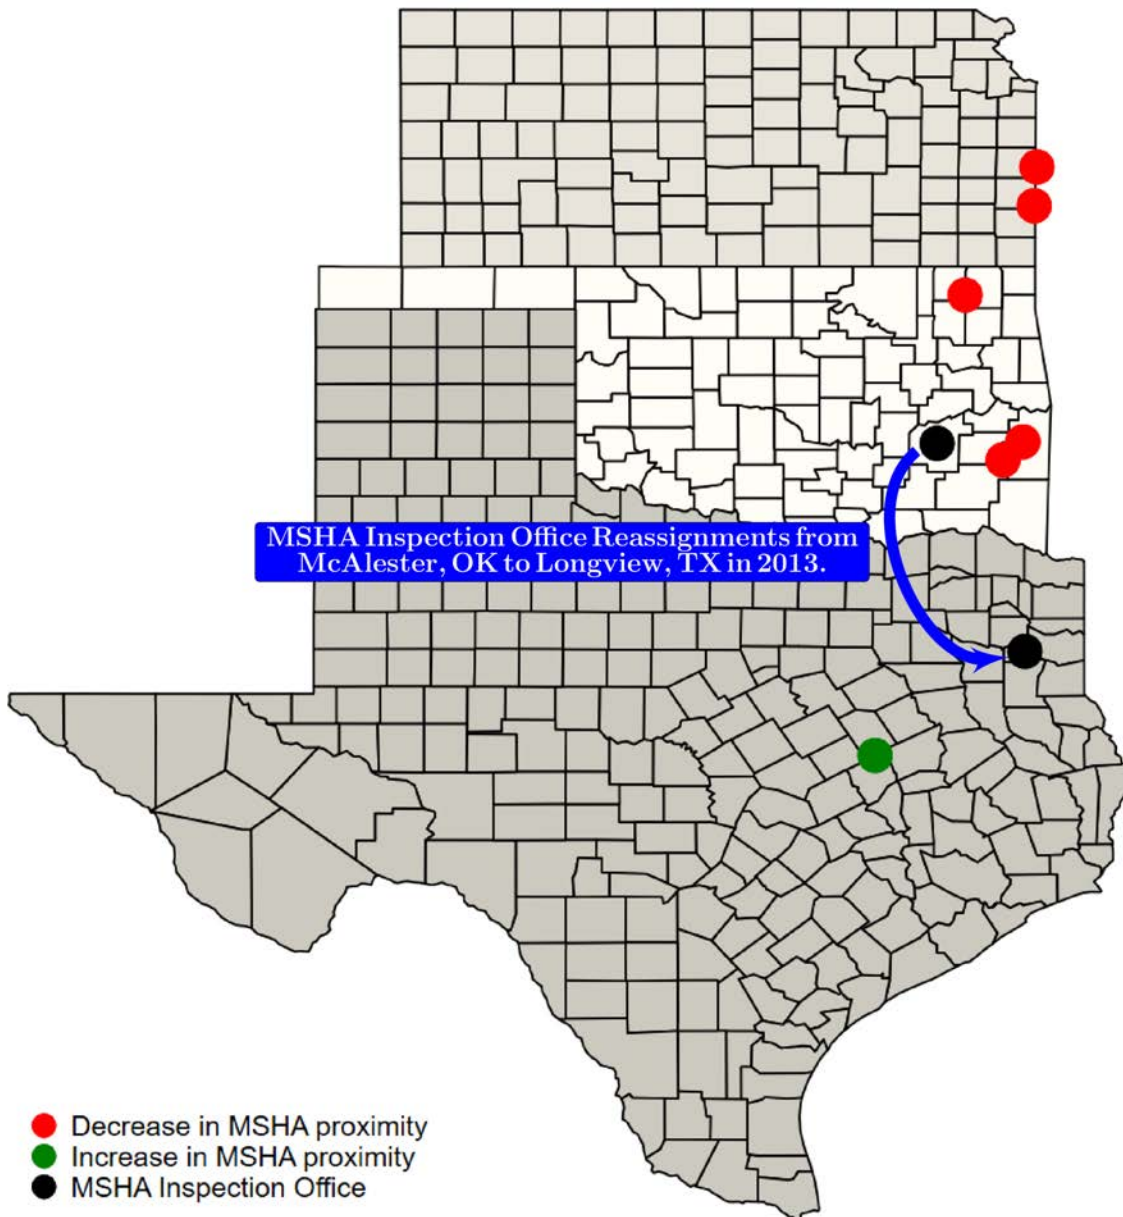 MSHA Inspection Office Reassignments from
McAlester, OK to Longview, TX in 2013.
Decrease in MSHA proximity
Increase in MSHA proximity
MSHA Inspection Office